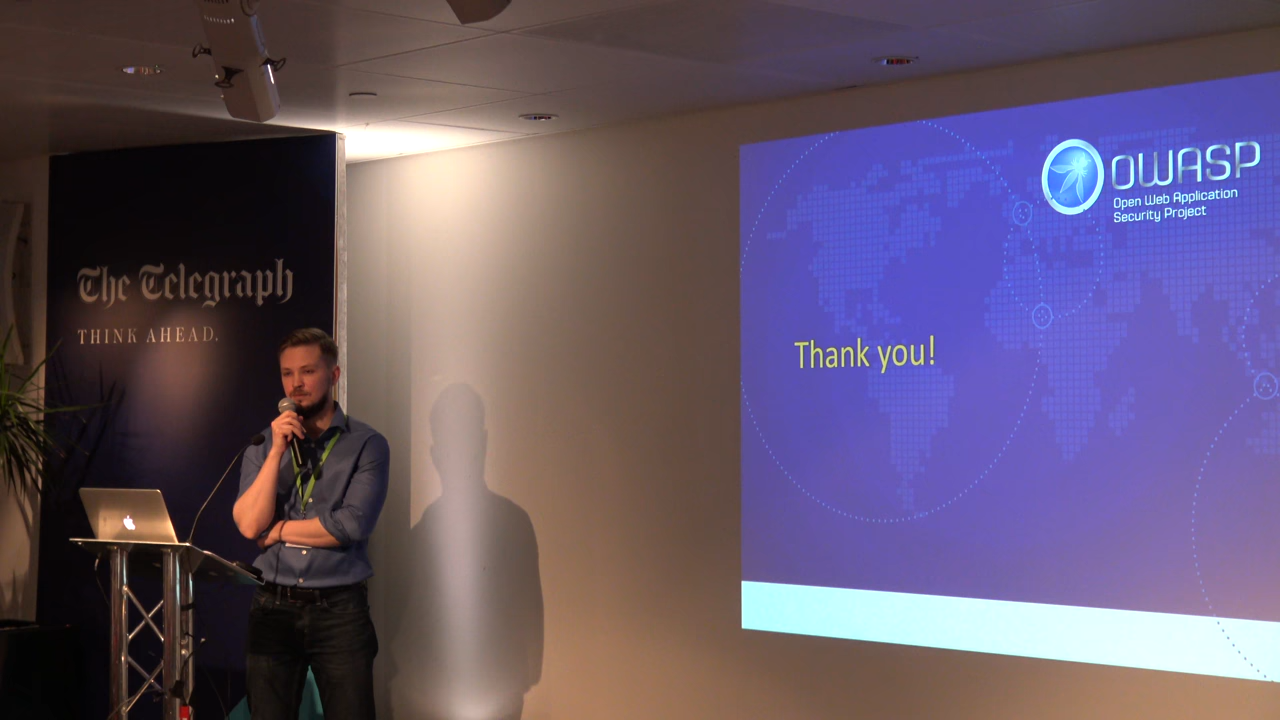 The Telegraph
THINK AHEAD.
OWASP
Open Web Application
Security Project
Thank you!